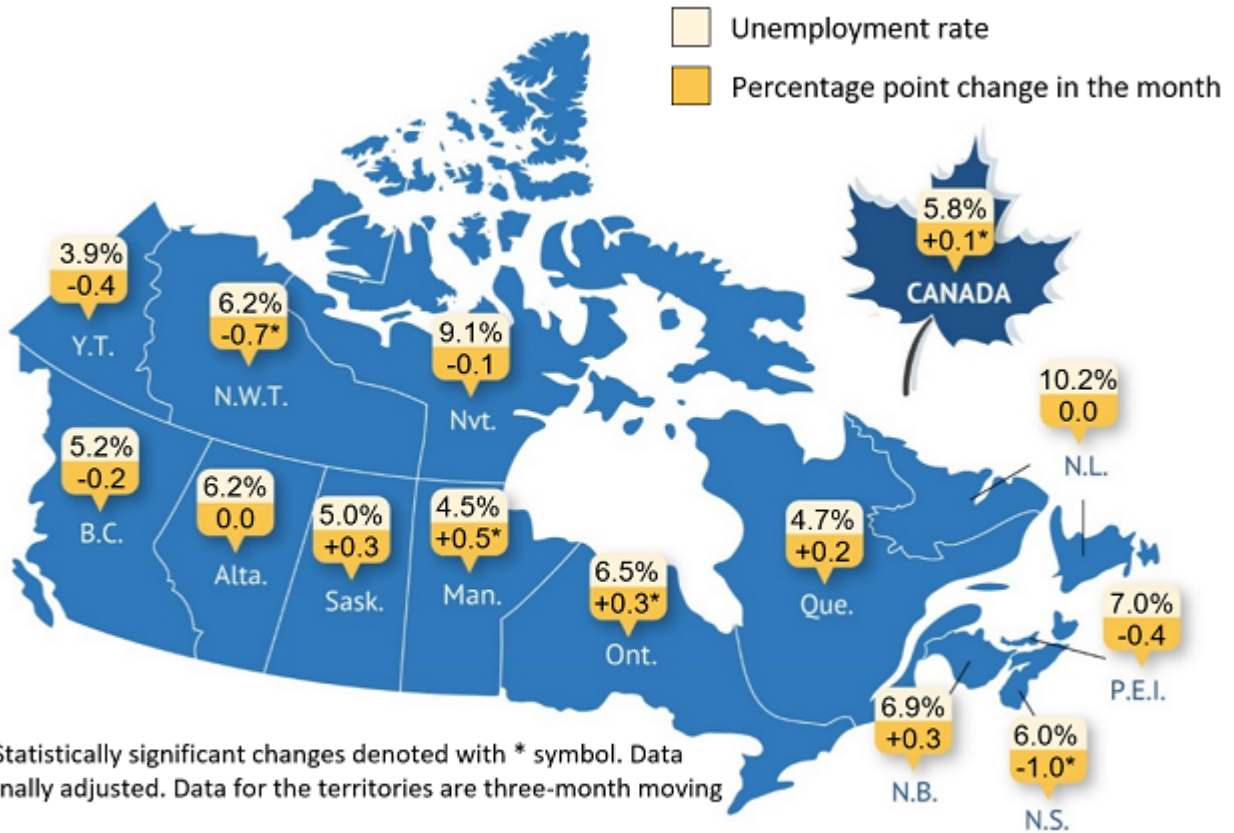 Unemployment rate
Percentage point change in the month
5.8%
+0.1*
CANADA
3.9%
-0.4
Y.T.
6.2%
-0.7*
N.W.T.
9.1%
-0.1
Nvt.
10.2%
0.0
N.L.
5.2%
-0.2
B.C.
6.2%
0.0
Alta.
5.0%
+0.3
Sask.
4.5%
+0.5*
Man.
6.5%
+0.3*
Ont.
4.7%
+0.2
Que.
7.0%
-0.4
P.E.I.
6.9%
+0.3
N.B.
6.0%
-1.0*
N.S.
Statistically significant changes denoted with * symbol. Data
nally adjusted. Data for the territories are three-month moving